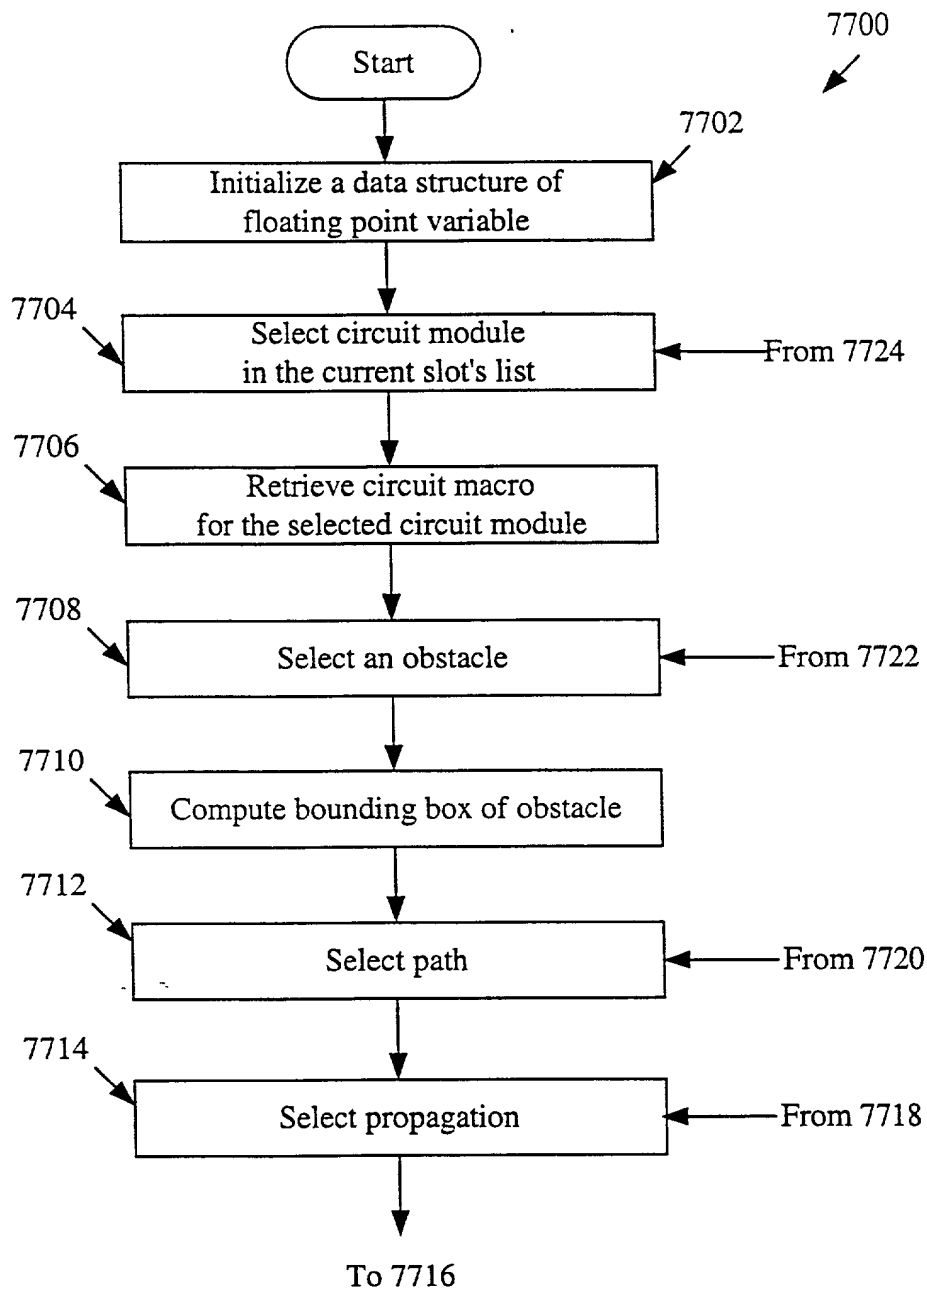 7700
Start
7702
Initialize a data structure of
floating point variable
7704
Select circuit module
in the current slot's list
From 7724
7706
Retrieve circuit macro
for the selected circuit module
7708
Select an obstacle
From 7722
7710
Compute bounding box of obstacle
7712
Select path
From 7720
7714
Select propagation
From 7718
To 7716